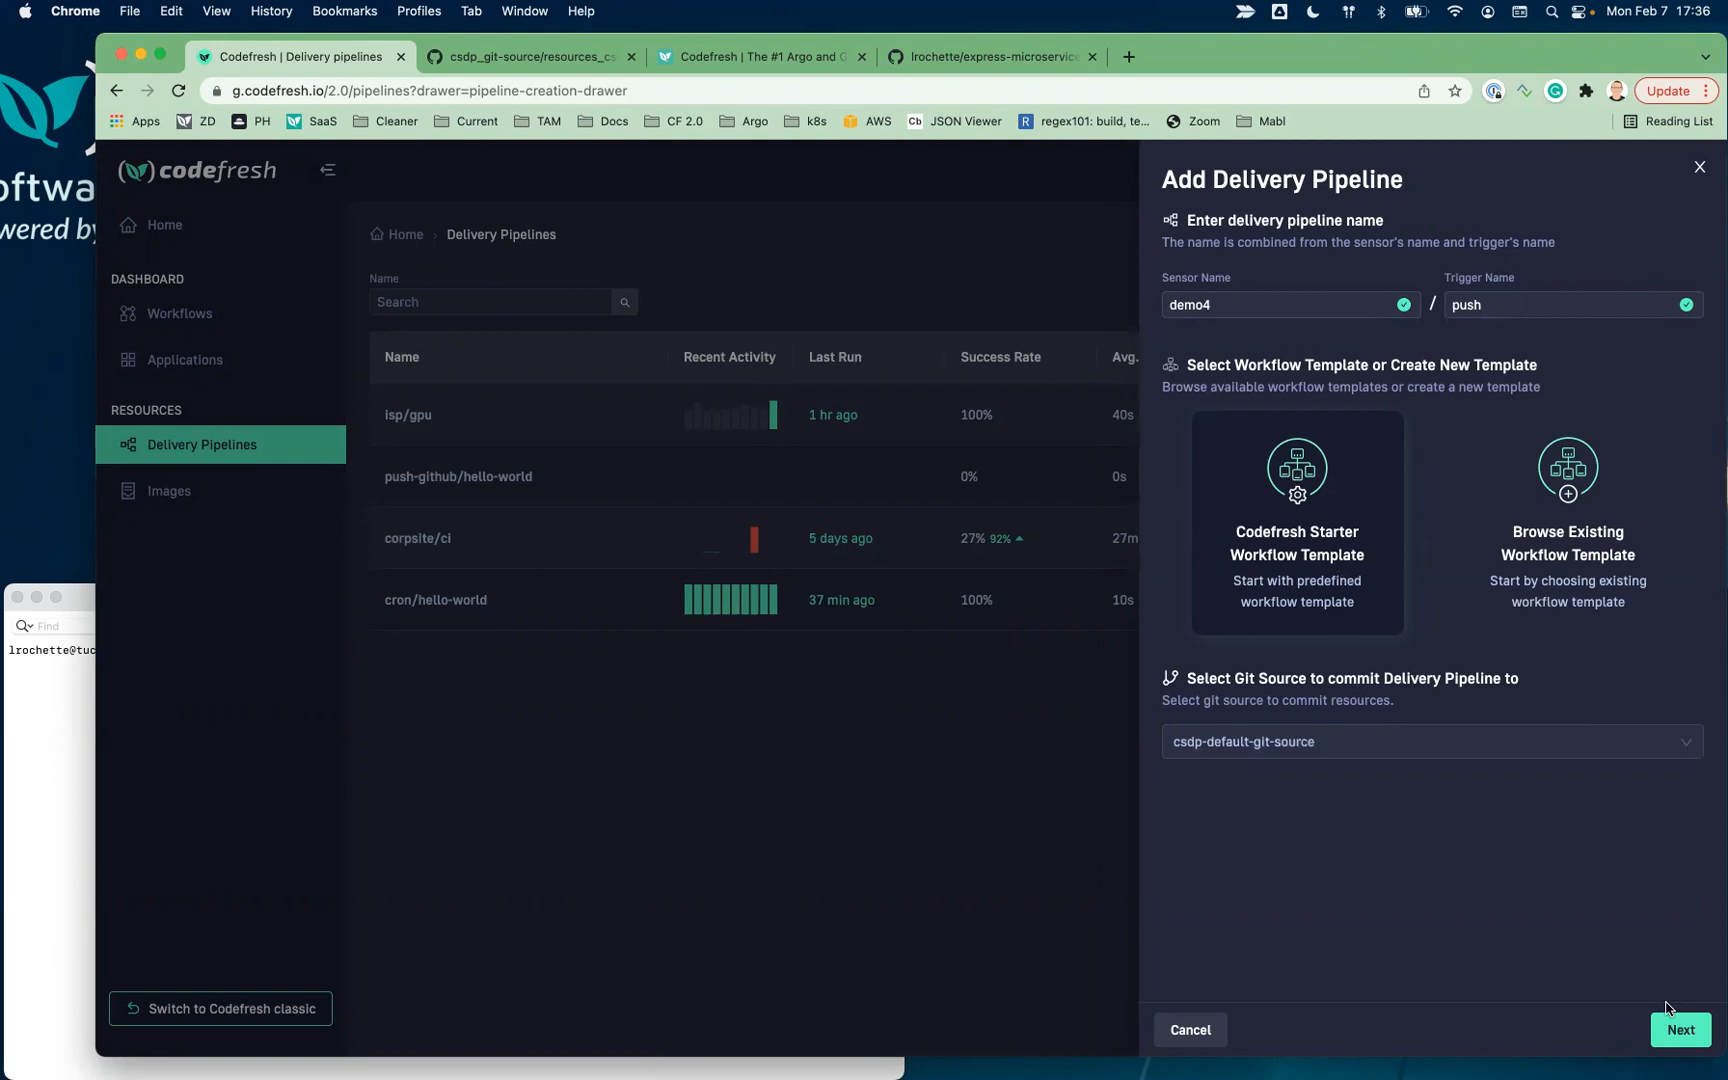 Chrome File Edit View History Bookmarks Profiles Tab Window Help Mon Feb 7 17:36
Codefresh | Delivery pipelines csdp_git-source/resources_cs Codefresh | The #1 Argo and G lrochette/express-microservice
g.codefresh.io/2.0/pipelines?drawer=pipeline-creation-drawer Update
Apps ZD PH SaaS Cleaner Current TAM Docs CF 2.0 Argo k8s AWS Cb JSON Viewer R regex101: build, te... Zoom Mabl Reading List
codefresh
Home
DASHBOARD
Workflows
Applications
RESOURCES
Delivery Pipelines
Images
Switch to Codefresh classic
Home › Delivery Pipelines
Name
Search
Name Recent Activity Last Run Success Rate Avg.
isp/gpu 1 hr ago 100% 40s
push-github/hello-world 0% 0s
corpsite/ci 5 days ago 27% 92% 27m
cron/hello-world 37 min ago 100% 10s
Add Delivery Pipeline
Enter delivery pipeline name
The name is combined from the sensor's name and trigger's name
Sensor Name Trigger Name
demo4 / push
Select Workflow Template or Create New Template
Browse available workflow templates or create a new template
Codefresh Starter
Workflow Template
Start with predefined
workflow template
Browse Existing
Workflow Template
Start by choosing existing
workflow template
Select Git Source to commit Delivery Pipeline to
Select git source to commit resources.
csdp-default-git-source
Cancel Next
oftwa
wered by
Find
lrochette@tuc